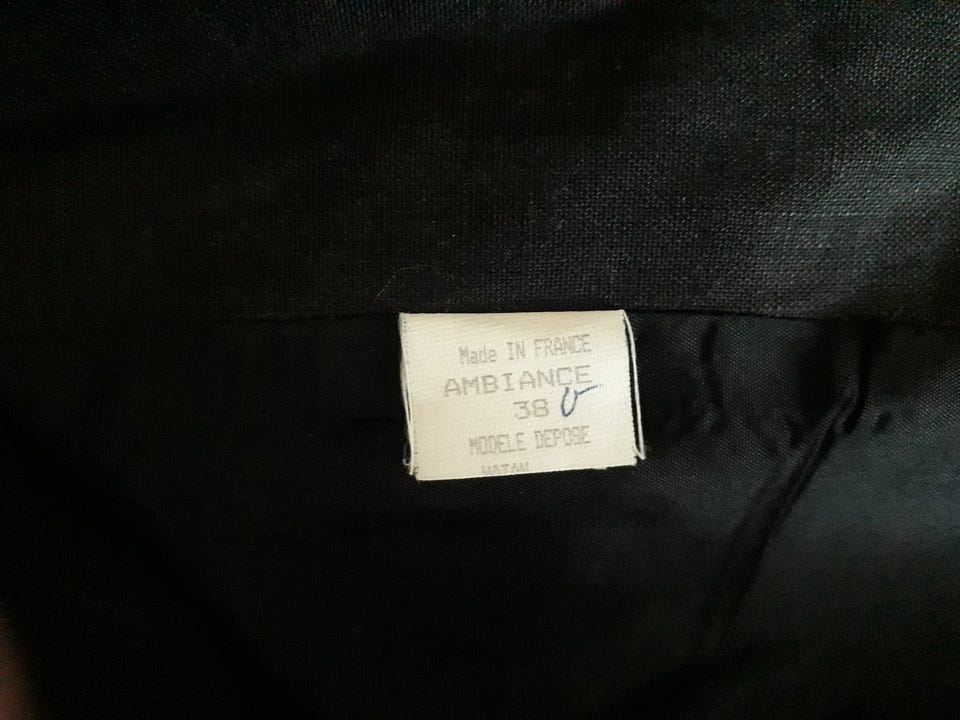 Made IN FRANCE
AMBIANCE
38 
MODELE DEPOSE